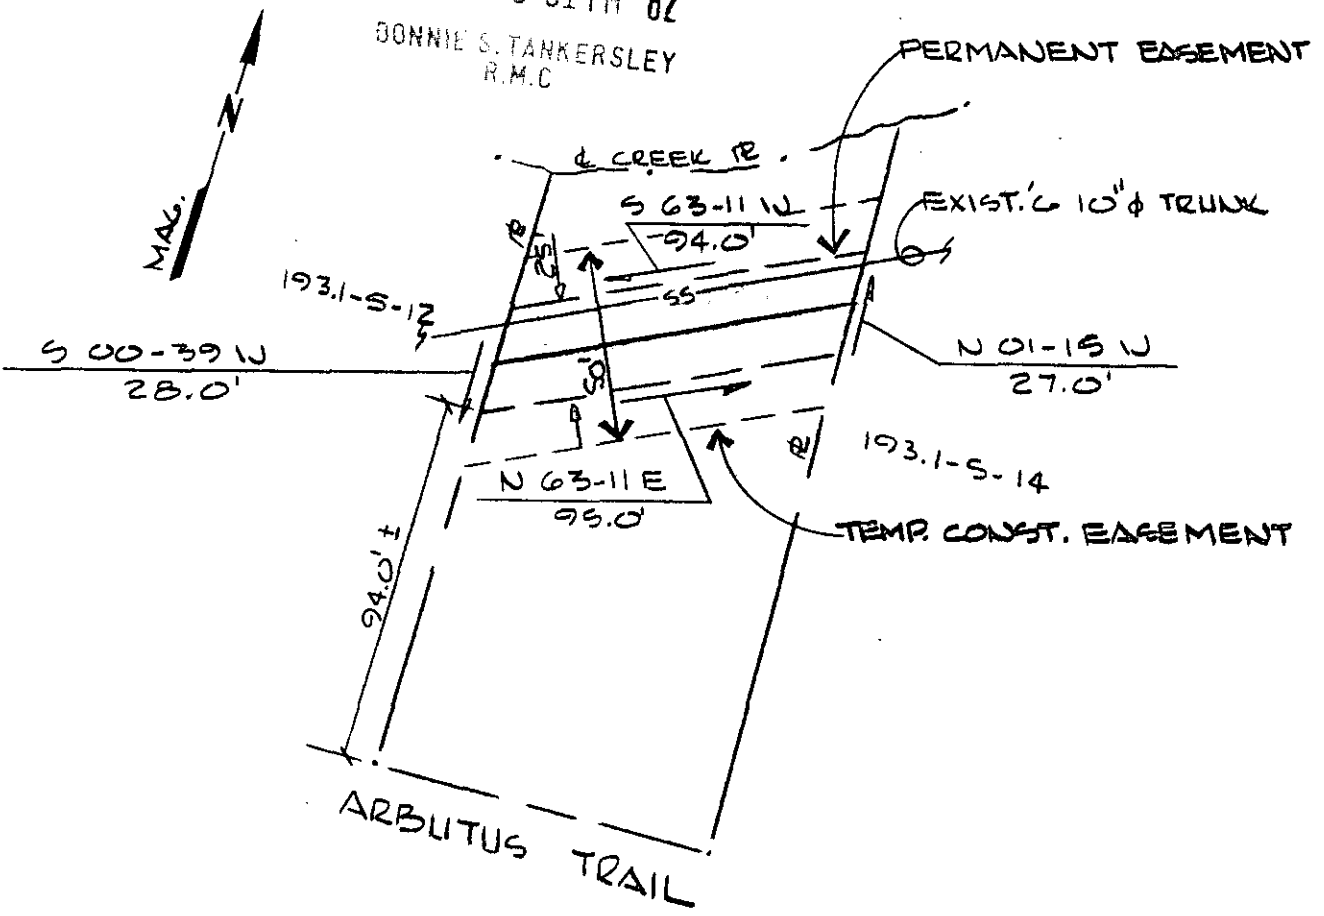 DONNIE S. TANKERSLEY
R.M.C
PERMANENT EASEMENT
N
MAG.
℄ CREEK ⅊
S 63-11 W
94.0'
EXIST.'G 10"⌀ TRUNK
⅊
25'
193.1-S-12
SS
S 00-39 W
28.0'
50'
N 01-15 W
27.0'
⅊
193.1-S-14
N 63-11 E
95.0'
TEMP. CONST. EASEMENT
94.0' ±
ARBUTUS TRAIL